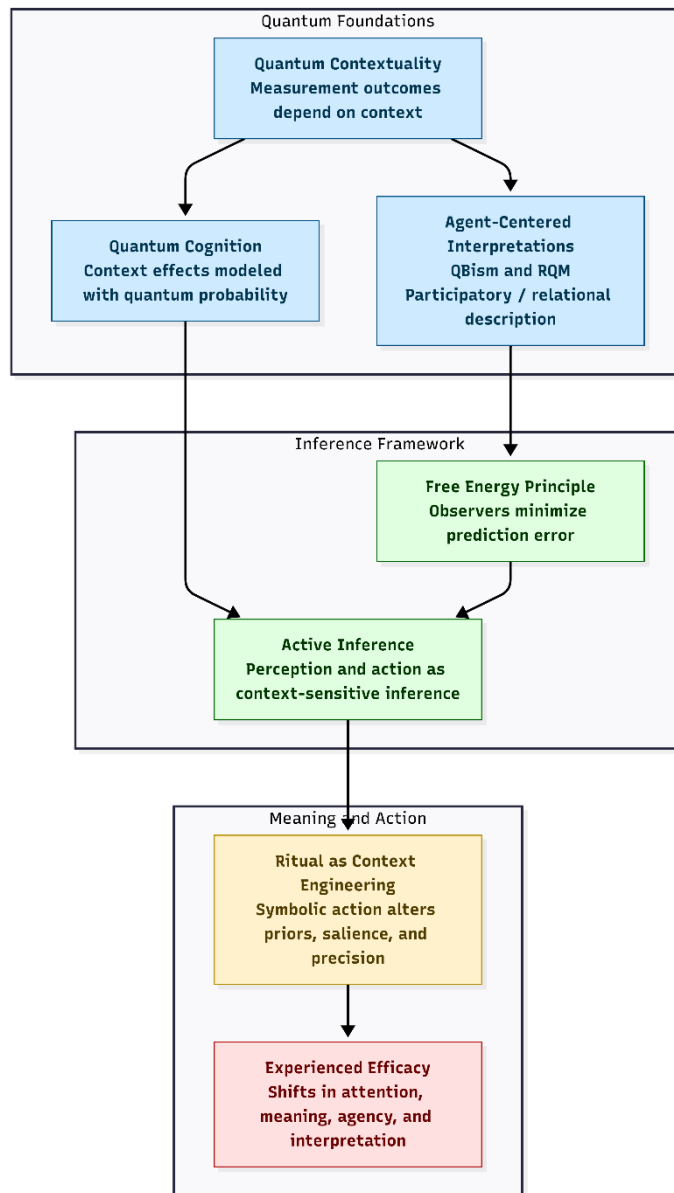 Quantum Foundations
Quantum Contextuality
Measurement outcomes
depend on context
Quantum Cognition
Context effects modeled
with quantum probability
Agent-Centered
Interpretations
QBism and RQM
Participatory / relational
description
Inference Framework
Free Energy Principle
Observers minimize
prediction error
Active Inference
Perception and action as
context-sensitive inference
Meaning and Action
Ritual as Context
Engineering
Symbolic action alters
priors, salience, and
precision
Experienced Efficacy
Shifts in attention,
meaning, agency, and
interpretation